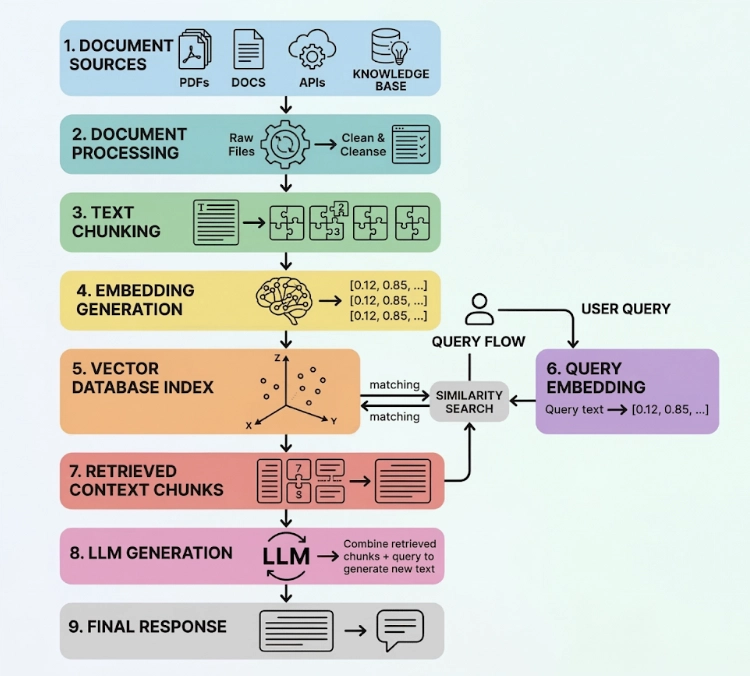 1. DOCUMENT
SOURCES
PDFs
DOCS
APIs
KNOWLEDGE
BASE
2. DOCUMENT
PROCESSING
Raw
Files
Clean &
Cleanse
3. TEXT
CHUNKING
T
2
3
4. EMBEDDING
GENERATION
[0.12, 0.85, ...]
[0.12, 0.85, ...]
[0.12, 0.85, ...]
USER QUERY
QUERY FLOW
5. VECTOR
DATABASE INDEX
Z
X
Y
matching
matching
SIMILARITY
SEARCH
6. QUERY
EMBEDDING
Query text
[0.12, 0.85, ...]
7. RETRIEVED
CONTEXT CHUNKS
7
S
8. LLM GENERATION
LLM
Combine retrieved
chunks + query to
generate new text
9. FINAL RESPONSE